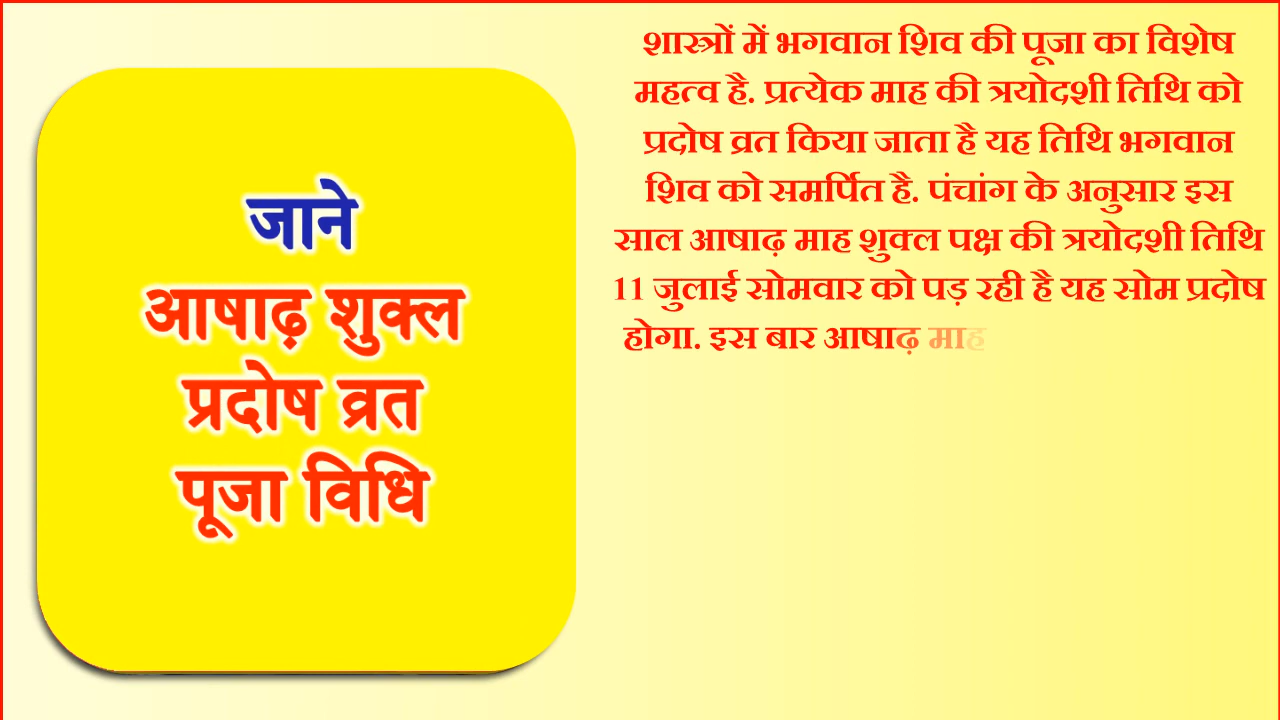 जाने
आषाढ़ शुक्ल
प्रदोष व्रत
पूजा विधि
शास्त्रों में भगवान शिव की पूजा का विशेष
महत्व है. प्रत्येक माह की त्रयोदशी तिथि को
प्रदोष व्रत किया जाता है यह तिथि भगवान
शिव को समर्पित है. पंचांग के अनुसार इस
साल आषाढ़ माह शुक्ल पक्ष की त्रयोदशी तिथि
11 जुलाई सोमवार को पड़ रही है यह सोम प्रदोष
होगा. इस बार आषाढ़ माह